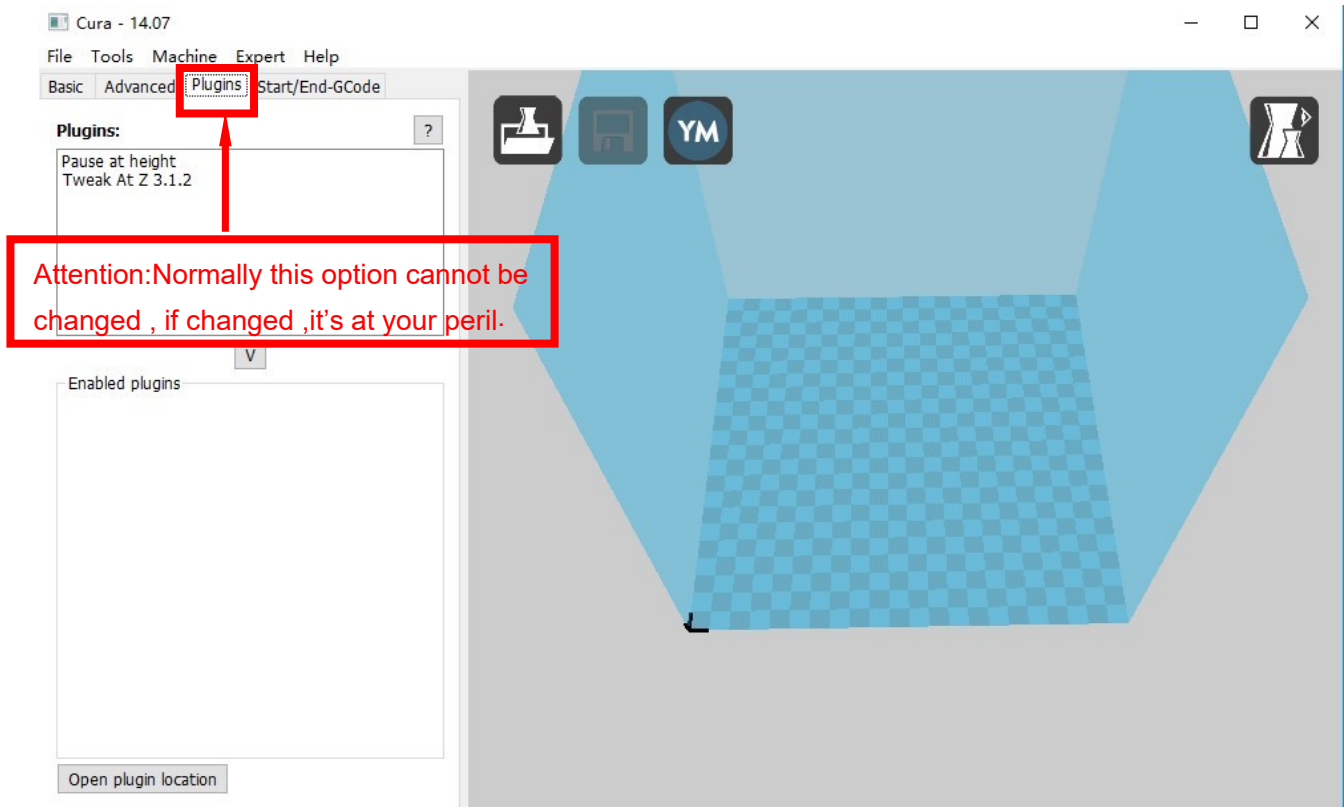 Cura - 14.07
File Tools Machine Expert Help
Basic Advanced Plugins Start/End-GCode
Plugins: ?
Pause at height
Tweak At Z 3.1.2
YM
Attention:Normally this option cannot be
changed , if changed ,it’s at your peril.
V
Enabled plugins
Open plugin location